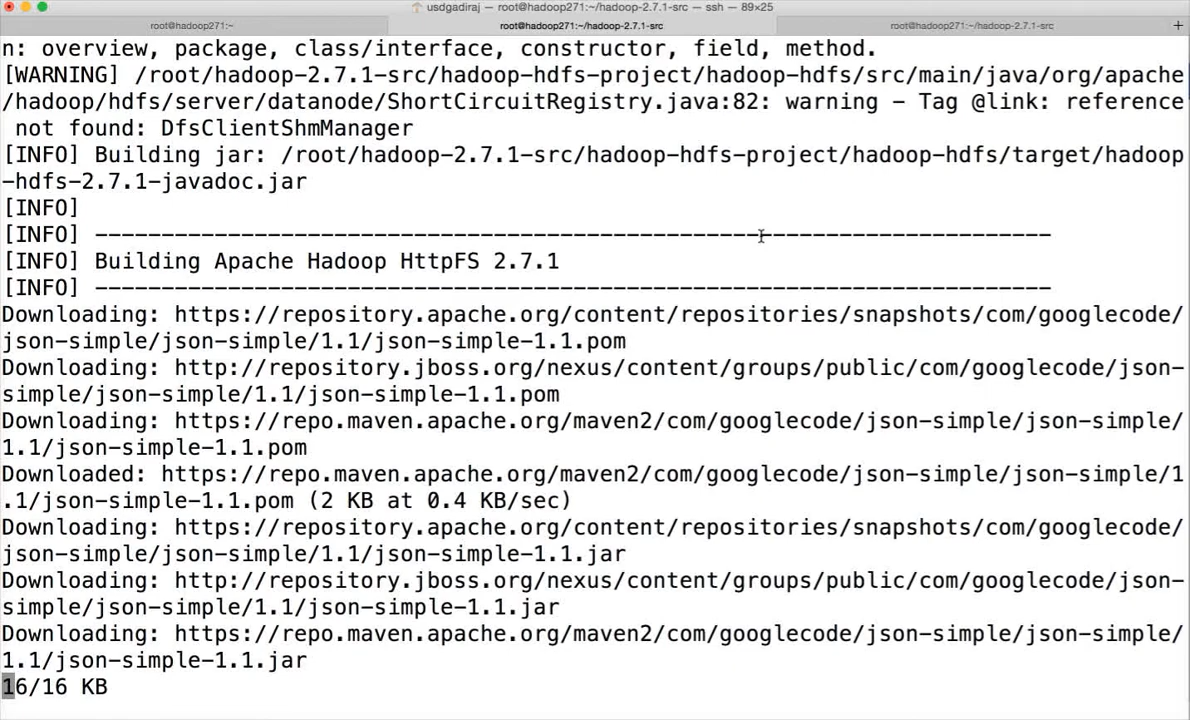 usdgadiraj — root@hadoop271:~/hadoop-2.7.1-src — ssh — 89×25
root@hadoop271:~ root@hadoop271:~/hadoop-2.7.1-src root@hadoop271:~/hadoop-2.7.1-src +
n: overview, package, class/interface, constructor, field, method.
[WARNING] /root/hadoop-2.7.1-src/hadoop-hdfs-project/hadoop-hdfs/src/main/java/org/apache
/hadoop/hdfs/server/datanode/ShortCircuitRegistry.java:82: warning - Tag @link: reference
 not found: DfsClientShmManager
[INFO] Building jar: /root/hadoop-2.7.1-src/hadoop-hdfs-project/hadoop-hdfs/target/hadoop
-hdfs-2.7.1-javadoc.jar
[INFO]
[INFO] ------------------------------------------------------------------------
[INFO] Building Apache Hadoop HttpFS 2.7.1
[INFO] ------------------------------------------------------------------------
Downloading: https://repository.apache.org/content/repositories/snapshots/com/googlecode/
json-simple/json-simple/1.1/json-simple-1.1.pom
Downloading: http://repository.jboss.org/nexus/content/groups/public/com/googlecode/json-
simple/json-simple/1.1/json-simple-1.1.pom
Downloading: https://repo.maven.apache.org/maven2/com/googlecode/json-simple/json-simple/
1.1/json-simple-1.1.pom
Downloaded: https://repo.maven.apache.org/maven2/com/googlecode/json-simple/json-simple/1
.1/json-simple-1.1.pom (2 KB at 0.4 KB/sec)
Downloading: https://repository.apache.org/content/repositories/snapshots/com/googlecode/
json-simple/json-simple/1.1/json-simple-1.1.jar
Downloading: http://repository.jboss.org/nexus/content/groups/public/com/googlecode/json-
simple/json-simple/1.1/json-simple-1.1.jar
Downloading: https://repo.maven.apache.org/maven2/com/googlecode/json-simple/json-simple/
1.1/json-simple-1.1.jar
16/16 KB